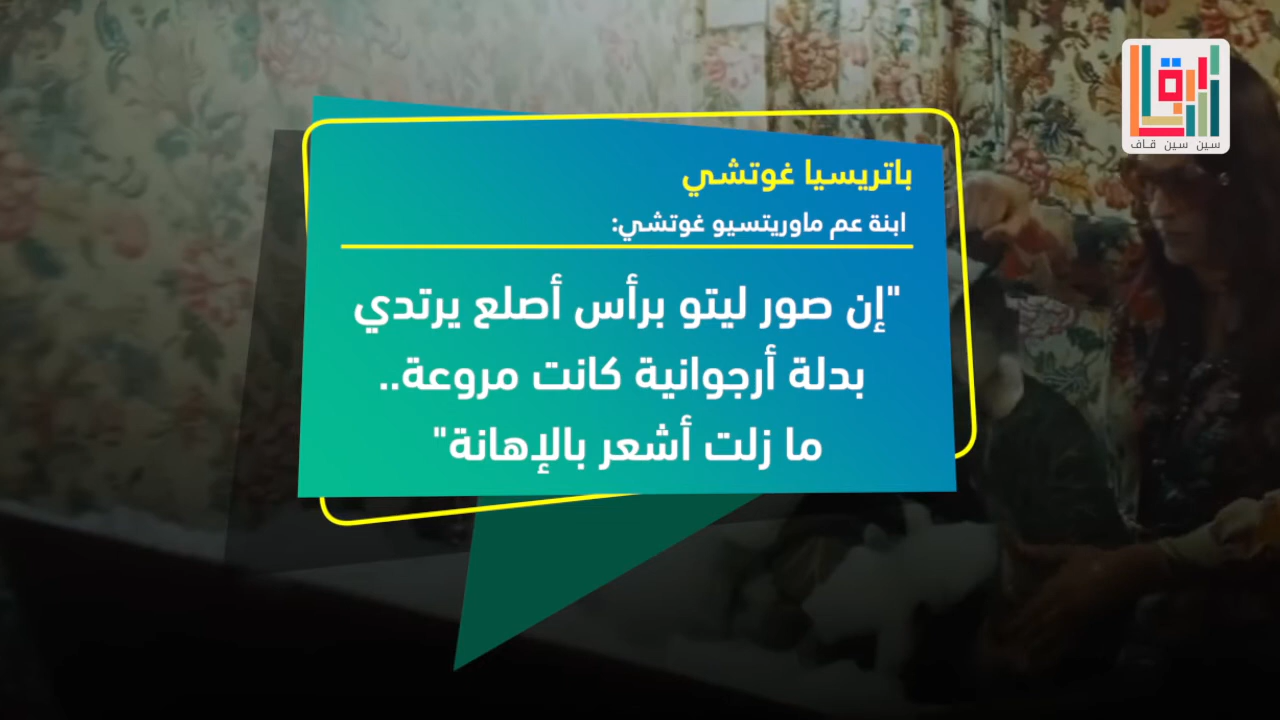 سين سين قاف
باتريسيا غوتشي
ابنة عم ماوريتسيو غوتشي:
"إن صور ليتو برأس أصلع يرتدي
بدلة أرجوانية كانت مروعة..
ما زلت أشعر بالإهانة"